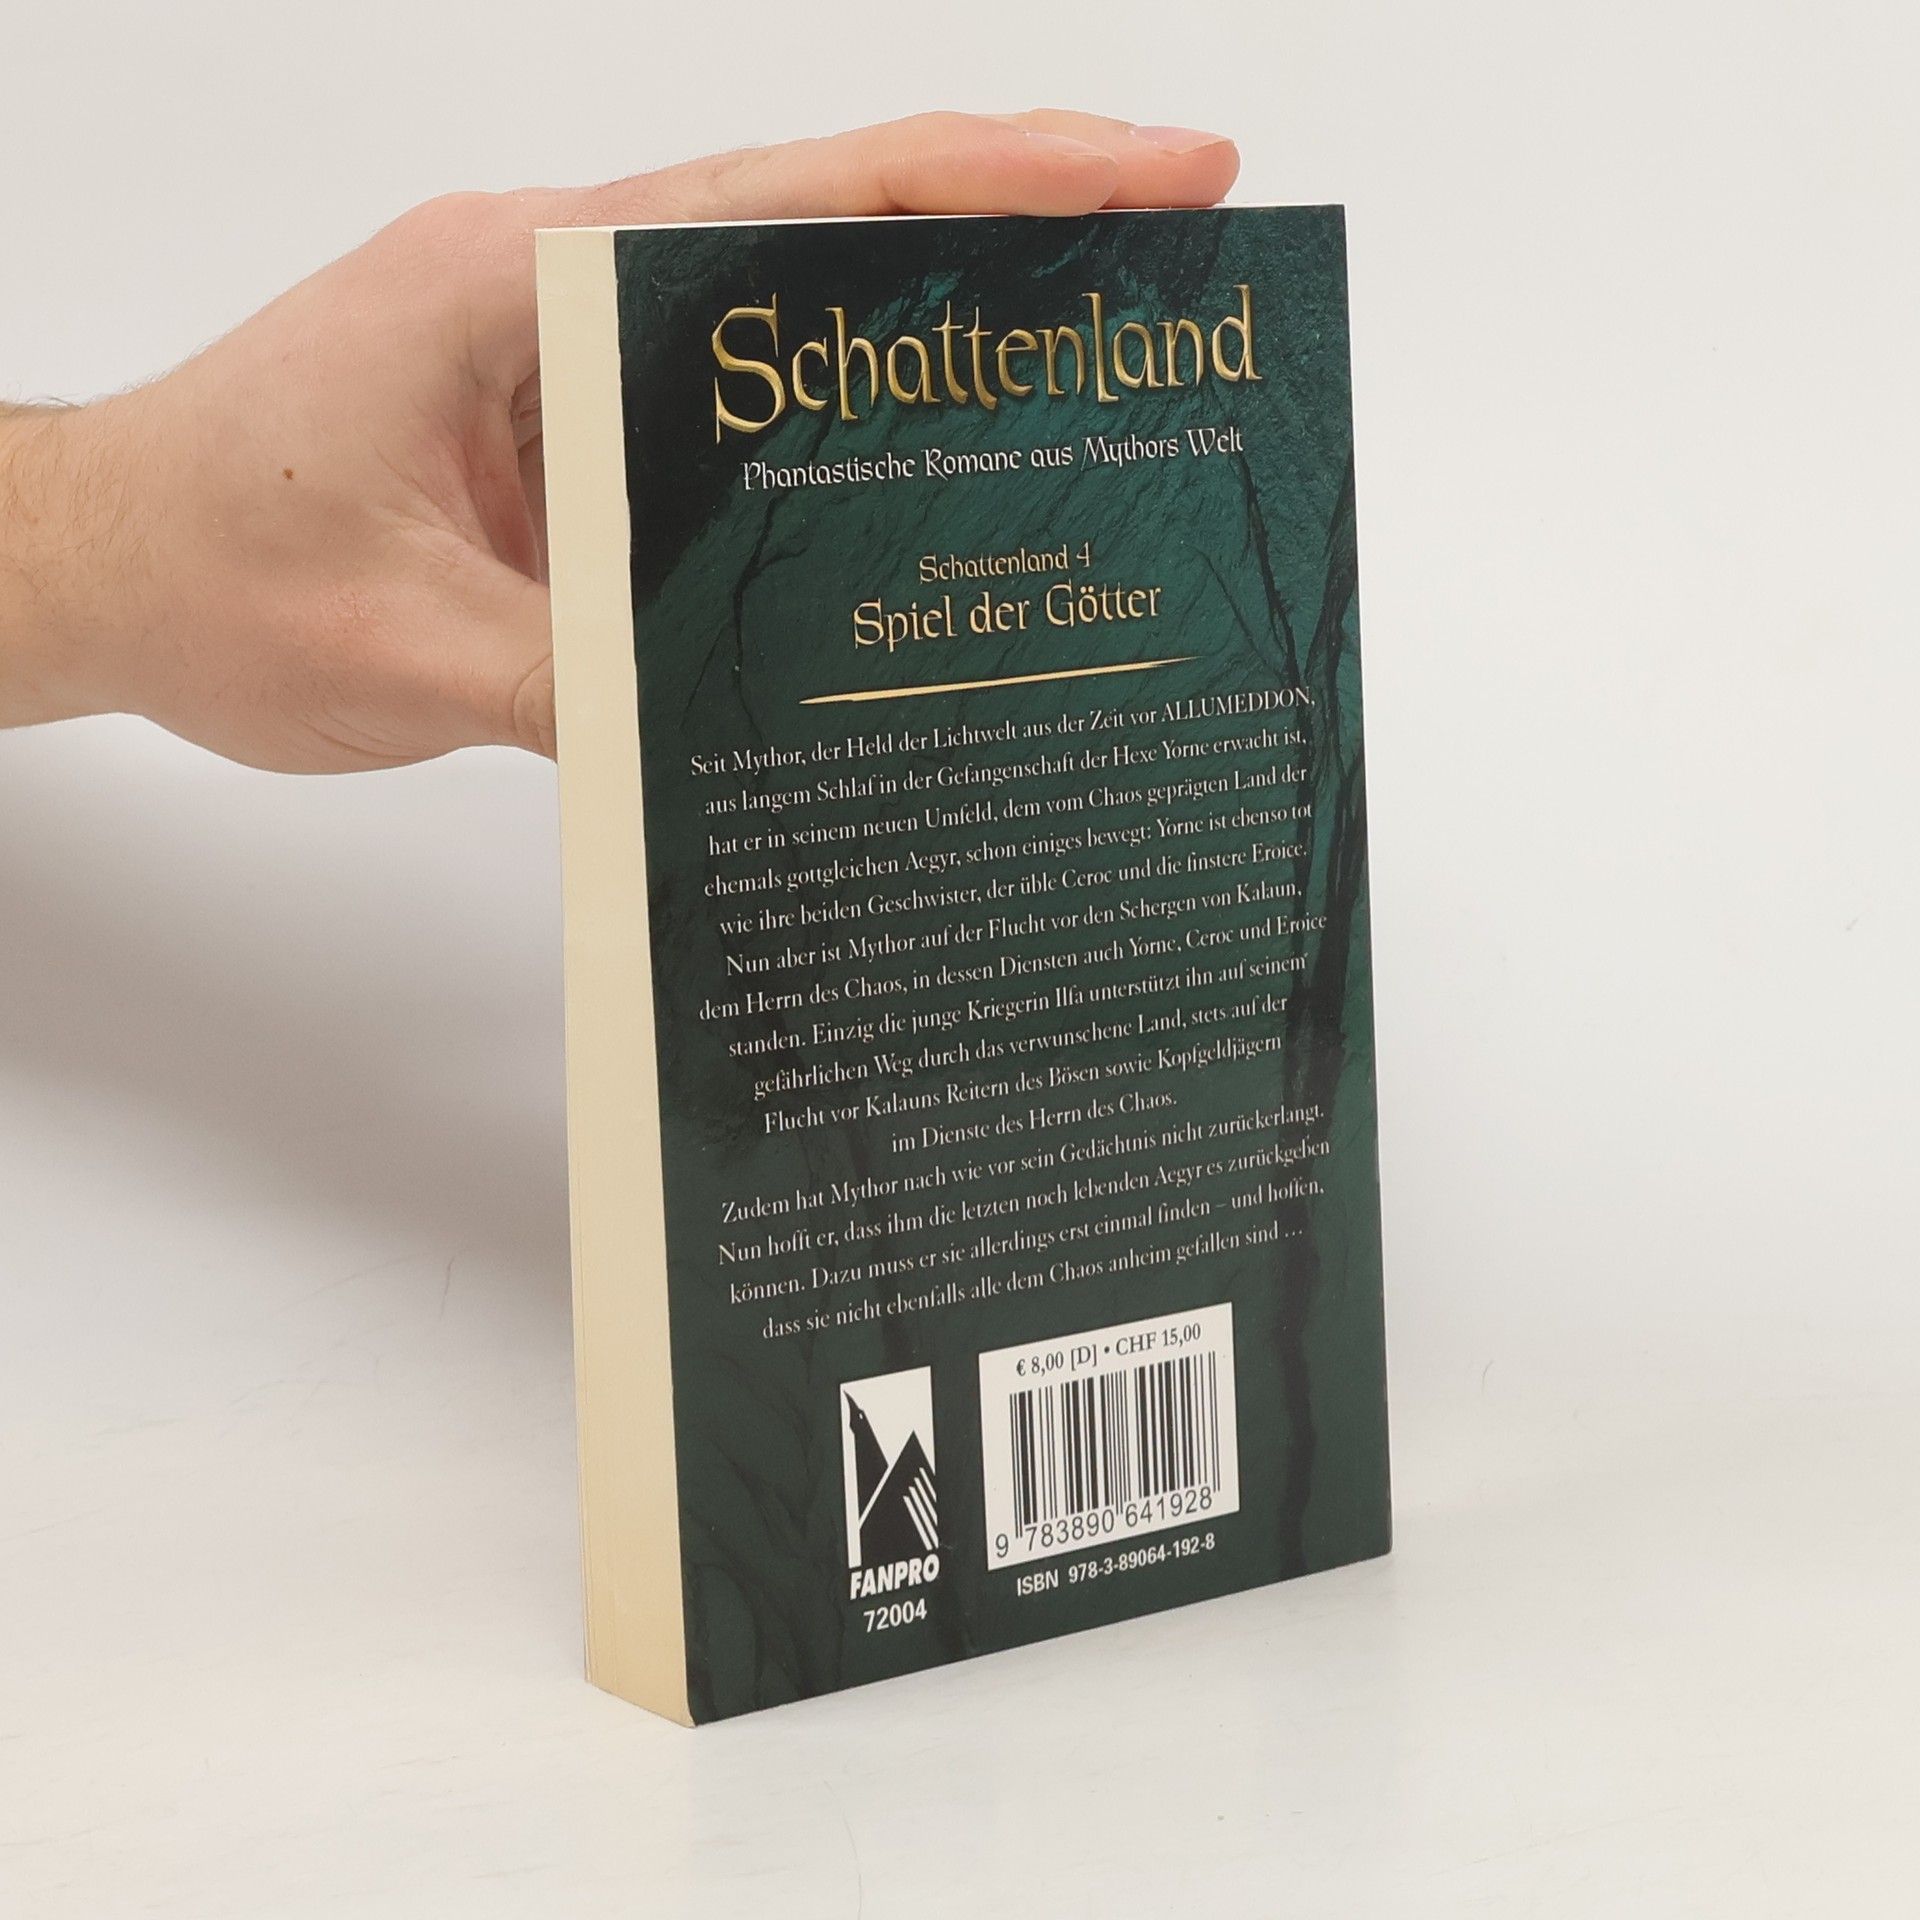 Schattenland
Phantastische Romane aus Mythors Welt
Schattenland 4
Spiel der Götter
Seit Mythor, der Held der Lichtwelt aus der Zeit vor ALLUMEDDON,
aus langem Schlaf in der Gefangenschaft der Hexe Yorne erwacht ist,
hat er in seinem neuen Umfeld, dem vom Chaos geprägten Land der
ehemals gottgleichen Aegyr, schon einiges bewegt: Yorne ist ebenso tot
wie ihre beiden Geschwister, der üble Ceroc und die finstere Eroice.
Nun aber ist Mythor auf der Flucht vor den Schergen von Kalaun,
dem Herrn des Chaos, in dessen Diensten auch Yorne, Ceroc und Eroice
standen. Einzig die junge Kriegerin Ilfa unterstützt ihn auf seinem
gefährlichen Weg durch das verwunschene Land, stets auf der
Flucht vor Kalauns Reitern des Bösen sowie Kopfgeldjägern
im Dienste des Herrn des Chaos.
Zudem hat Mythor nach wie vor sein Gedächtnis nicht zurückerlangt.
Nun hofft er, dass ihm die letzten noch lebenden Aegyr es zurückgeben
können. Dazu muss er sie allerdings erst einmal finden – und hoffen,
dass sie nicht ebenfalls alle dem Chaos anheim gefallen sind ...
€ 8,00 [D] • CHF 15,00
9 783890 641928
ISBN 978-3-89064-192-8
FANPRO
72004